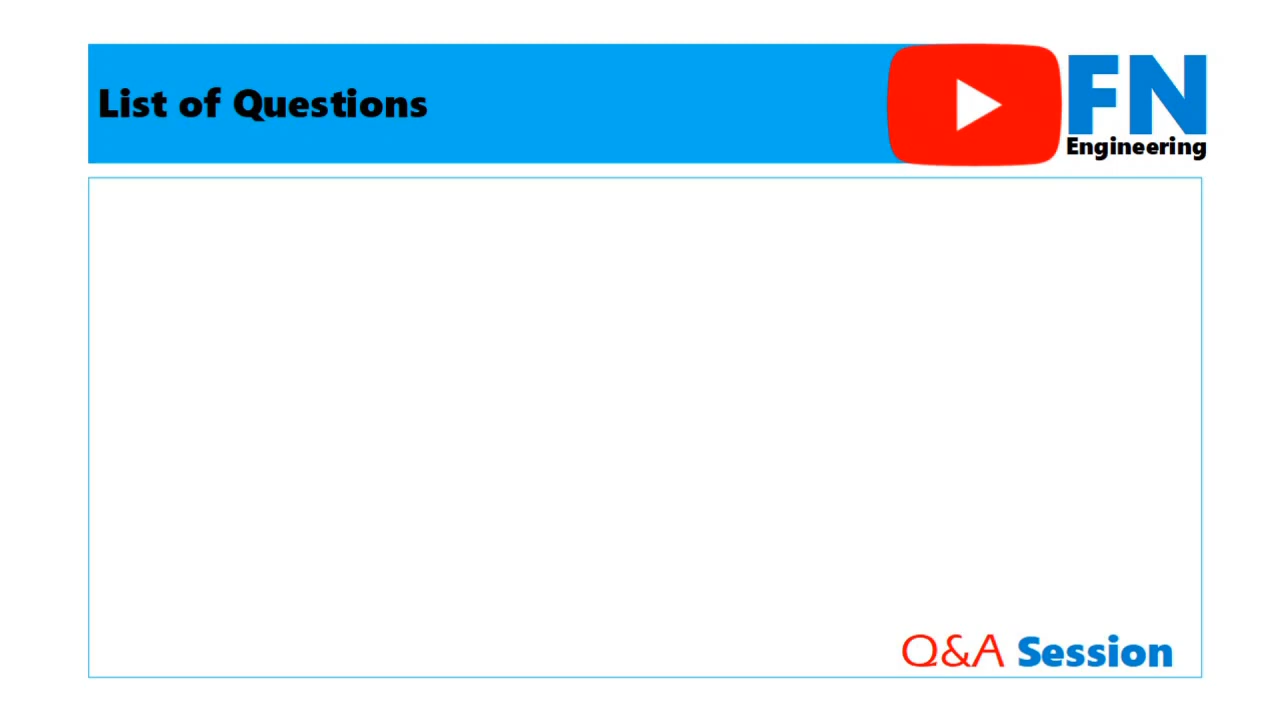 List of Questions
FN
Engineering
Q&A Session